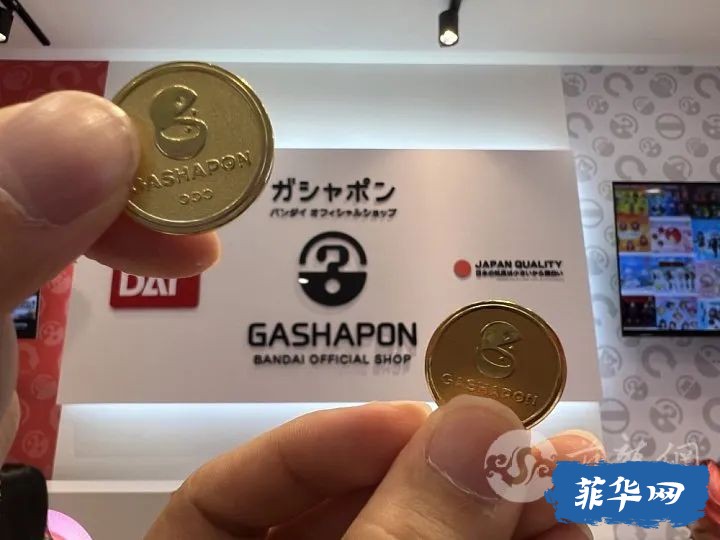 GASHAPON
ガシャポン
バンダイ オフィシャルショップ
DAI
JAPAN QUALITY
GASHAPON
BANDAI OFFICIAL SHOP
GASHAPON
菲华网